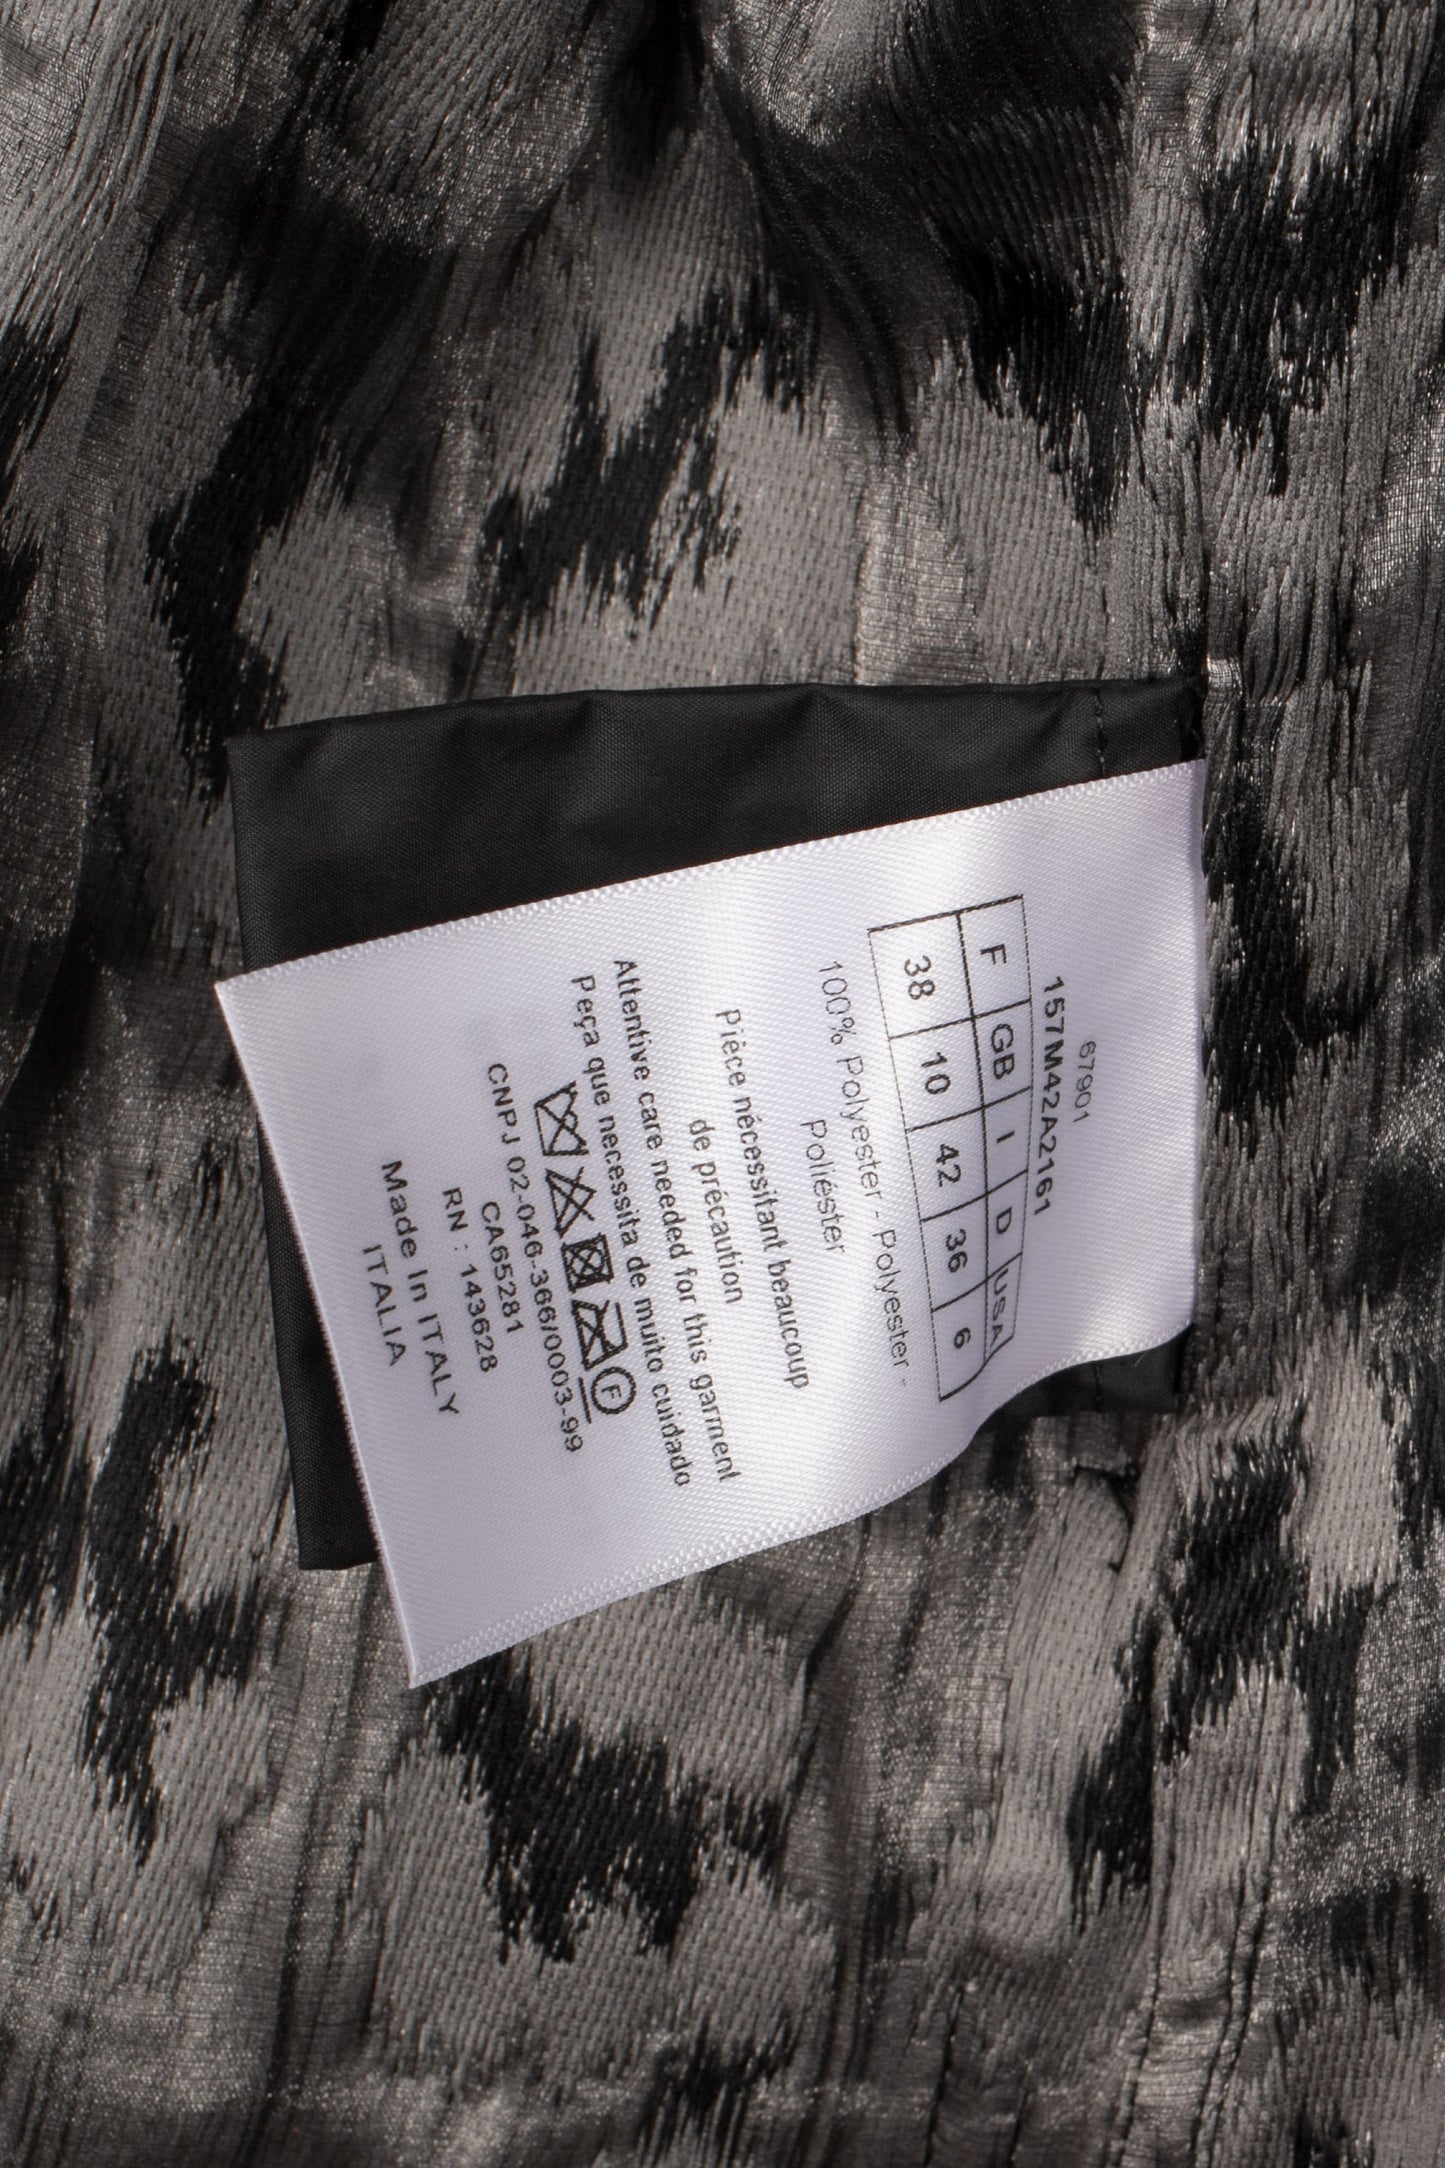 67901
157M42A2161
F GB I D USA
38 10 42 36 6
100% Polyester - Polyester -
Poliéster
Pièce nécessitant beaucoup
de précaution
Attentive care needed for this garment
Peça que necessita de muito cuidado
F
CNPJ 02-046-366/0003-99
CA65281
RN : 143628
Made In ITALY
ITALIA